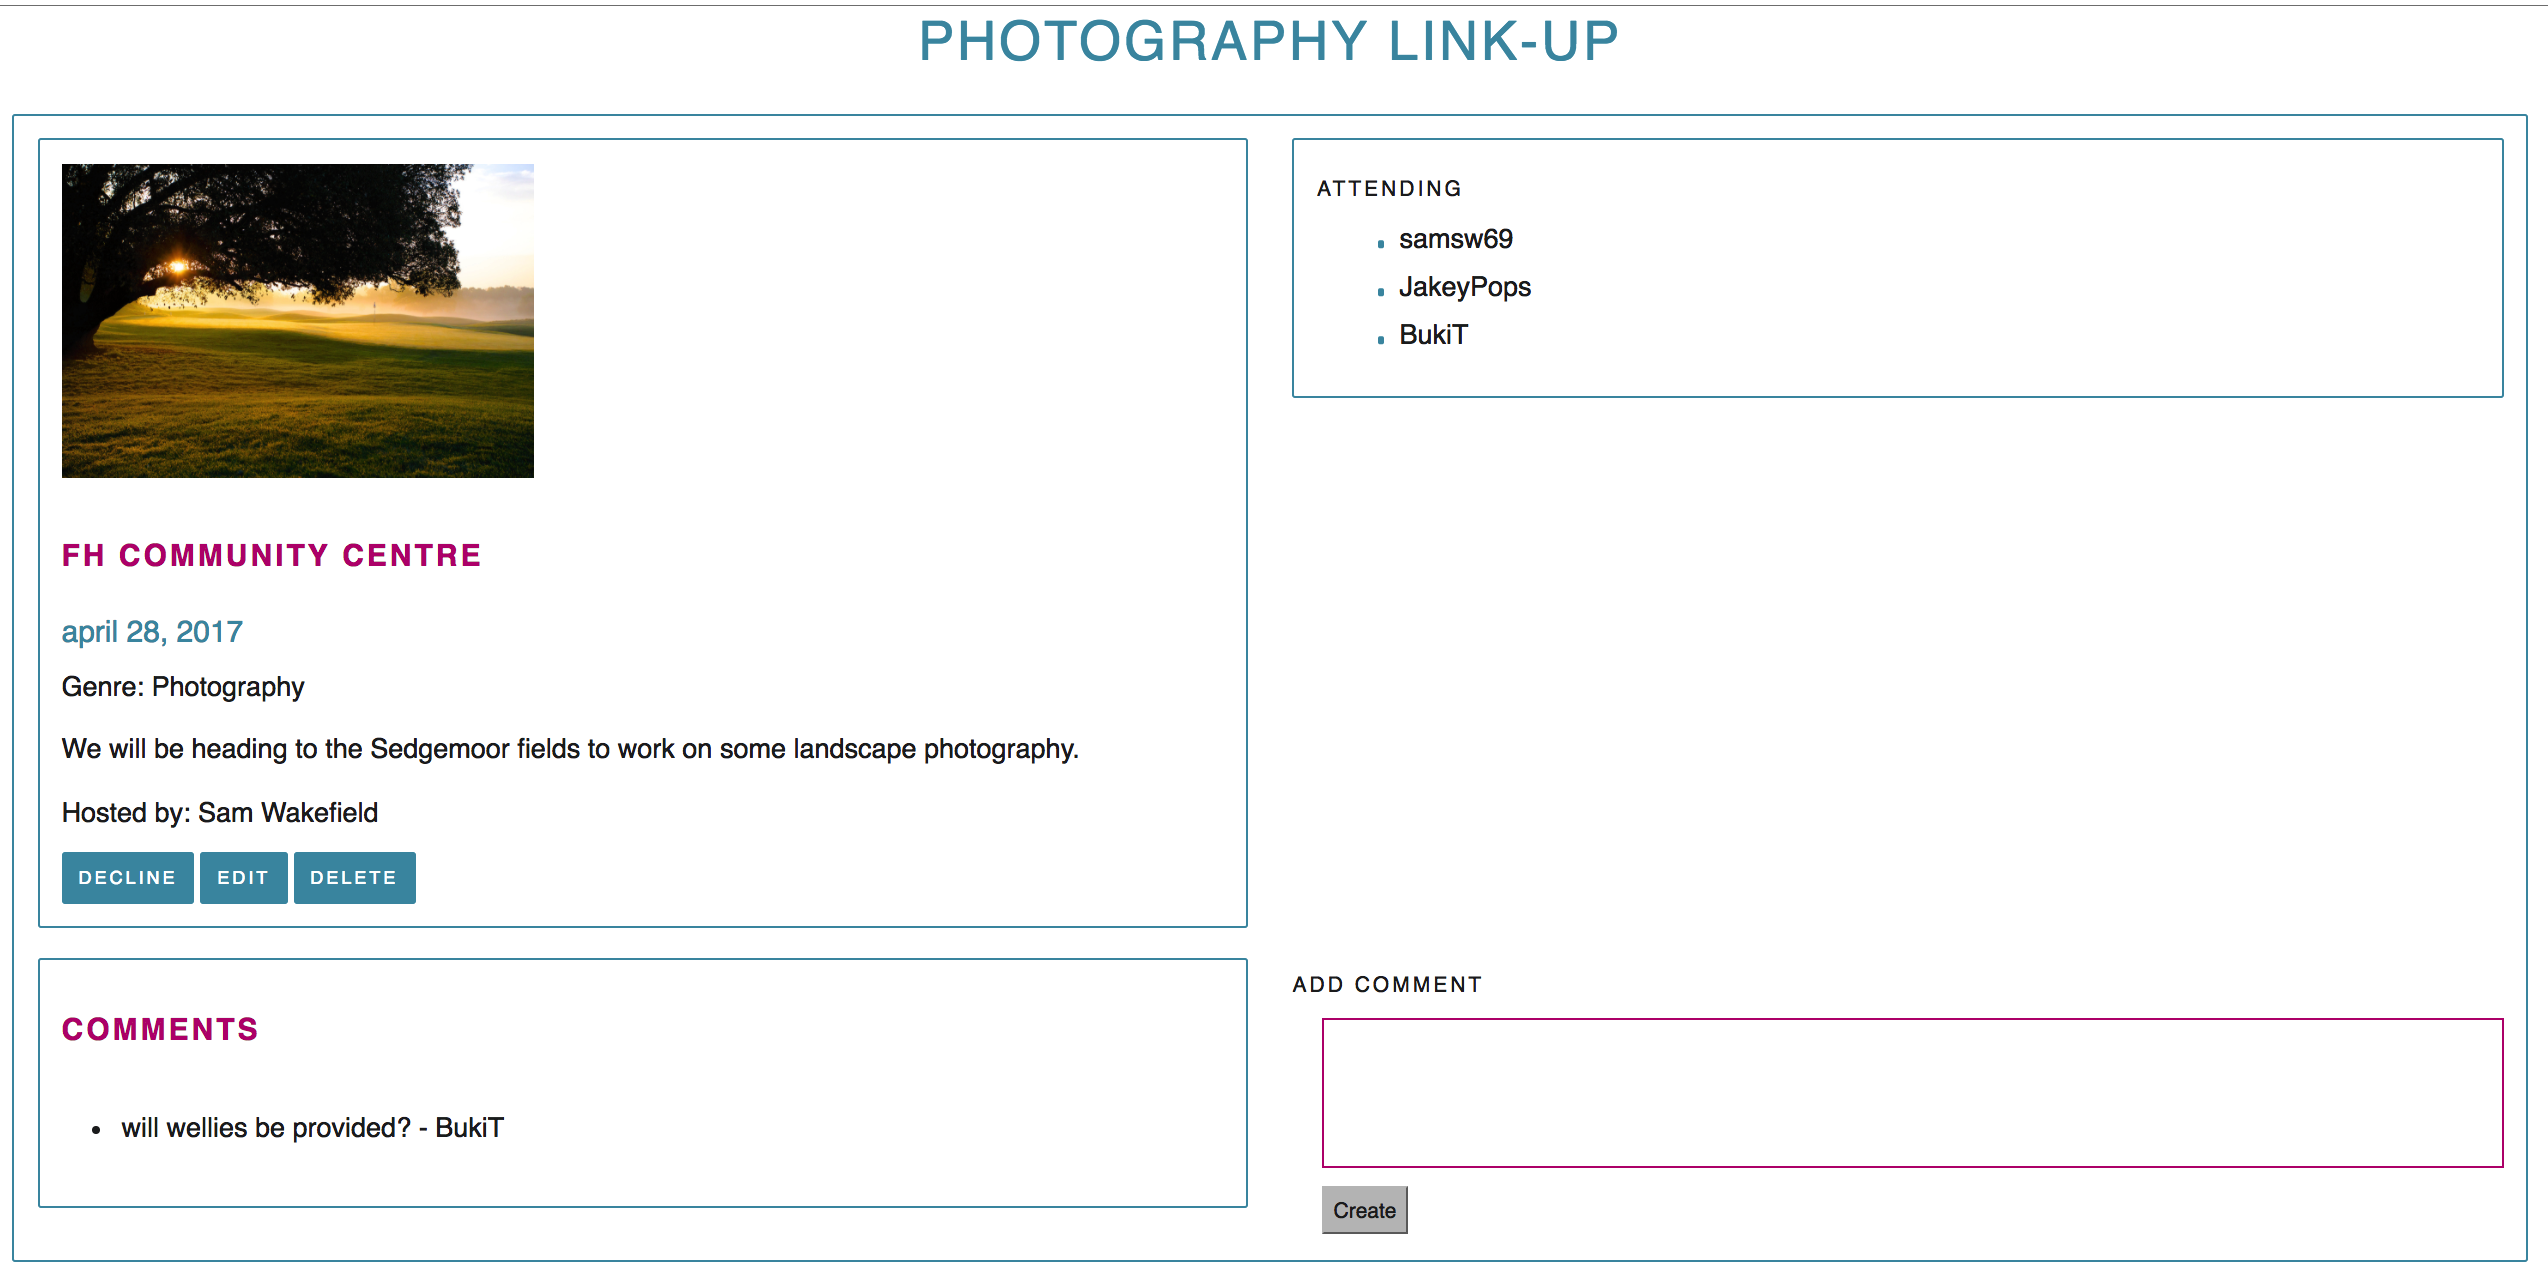 PHOTOGRAPHY LINK-UP
FH COMMUNITY CENTRE
april 28, 2017
Genre: Photography
We will be heading to the Sedgemoor fields to work on some landscape photography.
Hosted by: Sam Wakefield
DECLINE EDIT DELETE
ATTENDING
samsw69
JakeyPops
BukiT
COMMENTS
will wellies be provided? - BukiT
ADD COMMENT
Create